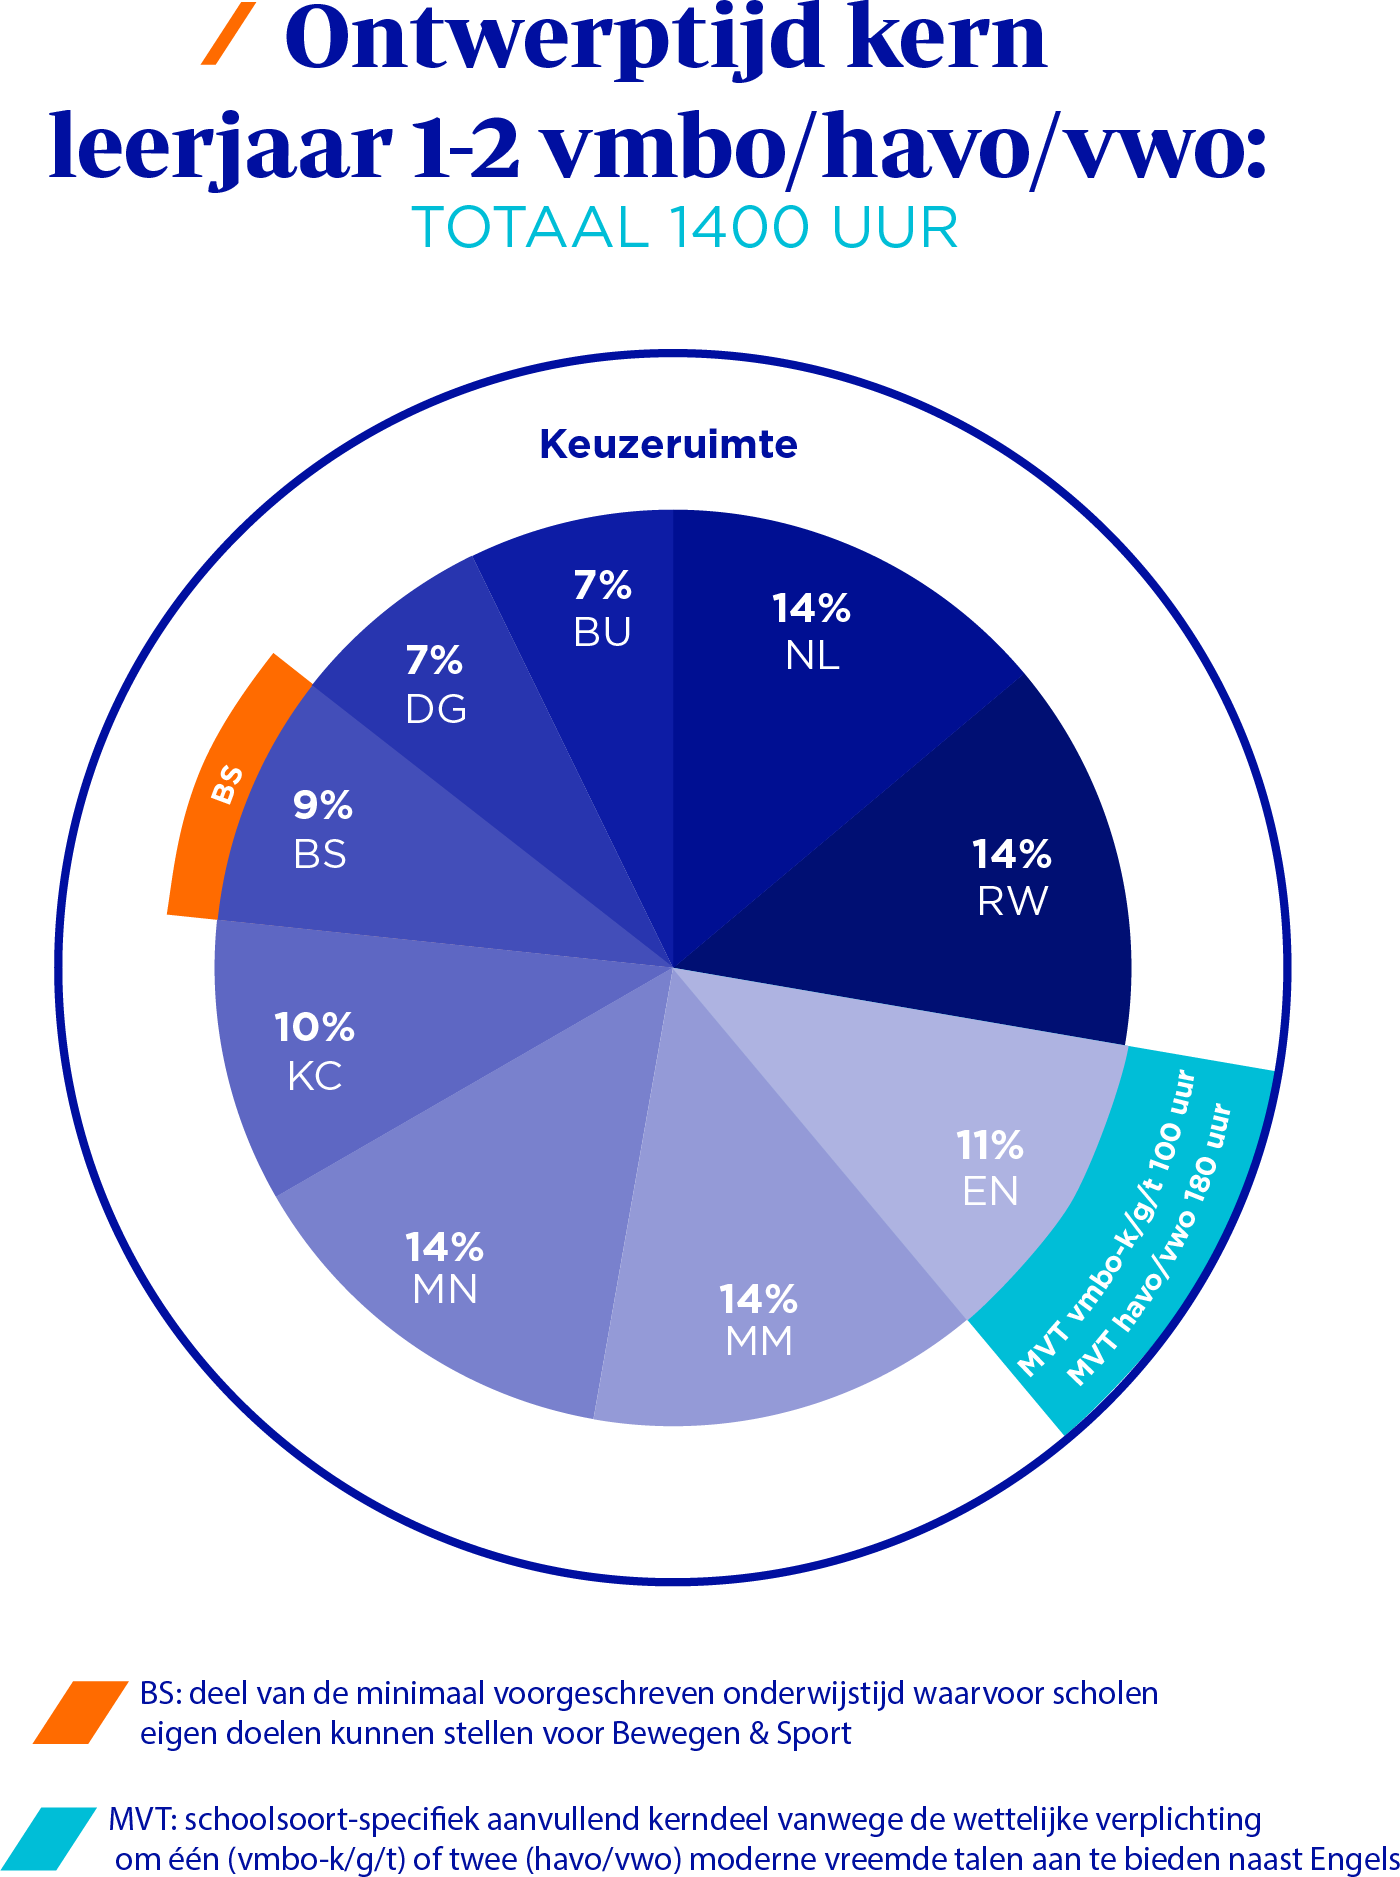 Ontwerptijd kern
leerjaar 1-2 vmbo/havo/vwo:
TOTAAL 1400 UUR
Keuzeruimte
7%
BU
14%
NL
7%
DG
BS
9%
BS
14%
RW
10%
KC
11%
EN
MVT vmbo-k/g/t 100 uur
MVT havo/vwo 180 uur
14%
MN
14%
MM
BS: deel van de minimaal voorgeschreven onderwijstijd waarvoor scholen
eigen doelen kunnen stellen voor Bewegen & Sport
MVT: schoolsoort-specifiek aanvullend kerndeel vanwege de wettelijke verplichting
om één (vmbo-k/g/t) of twee (havo/vwo) moderne vreemde talen aan te bieden naast Engels